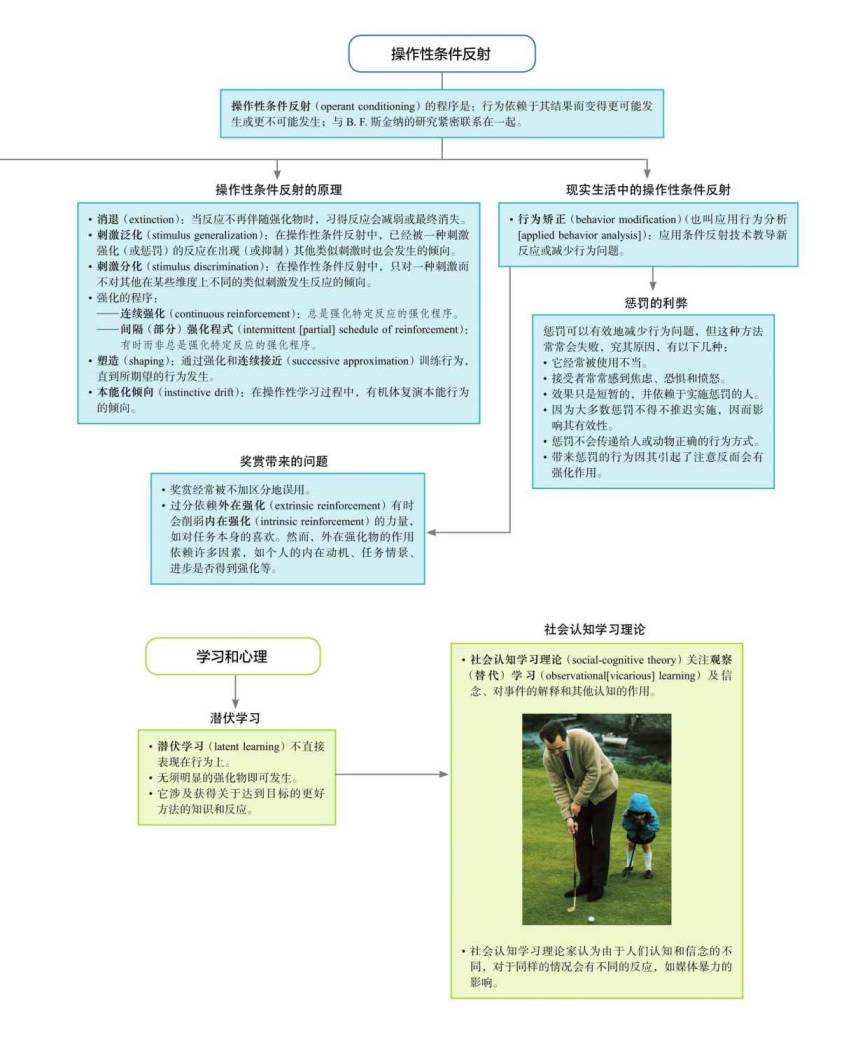 操作性条件反射
操作性条件反射（operant conditioning）的程序是：行为依赖于其结果而变得更可能发
生或更不可能发生；与 B. F. 斯金纳的研究紧密联系在一起。
操作性条件反射的原理
• 消退（extinction）：当反应不再伴随强化物时，习得反应会减弱或最终消失。
• 刺激泛化（stimulus generalization）：在操作性条件反射中，已经被一种刺激
强化（或惩罚）的反应在出现（或抑制）其他类似刺激时也会发生的倾向。
• 刺激分化（stimulus discrimination）：在操作性条件反射中，只对一种刺激而
不对其他在某些维度上不同的类似刺激发生反应的倾向。
• 强化的程序：
——连续强化（continuous reinforcement）：总是强化特定反应的强化程序。
——间隔（部分）强化程式（intermittent [partial] schedule of reinforcement）：
有时而非总是强化特定反应的强化程序。
• 塑造（shaping）：通过强化和连续接近（successive approximation）训练行为，
直到所期望的行为发生。
• 本能化倾向（instinctive drift）：在操作性学习过程中，有机体复演本能行为
的倾向。
现实生活中的操作性条件反射
• 行为矫正（behavior modification）（也叫应用行为分析
[applied behavior analysis]）：应用条件反射技术教导新
反应或减少行为问题。
惩罚的利弊
惩罚可以有效地减少行为问题，但这种方法
常常会失败，究其原因，有以下几种：
• 它经常被使用不当。
• 接受者常常感到焦虑、恐惧和愤怒。
• 效果只是短暂的，并依赖于实施惩罚的人。
• 因为大多数惩罚不得不推迟实施，因而影
响其有效性。
• 惩罚不会传递给人或动物正确的行为方式。
• 带来惩罚的行为因其引起了注意反而会有
强化作用。
奖赏带来的问题
• 奖赏经常被不加区分地误用。
• 过分依赖外在强化（extrinsic reinforcement）有时
会削弱内在强化（intrinsic reinforcement）的力量，
如对任务本身的喜欢。然而，外在强化物的作用
依赖许多因素，如个人的内在动机、任务情景、
进步是否得到强化等。
学习和心理
潜伏学习
• 潜伏学习（latent learning）不直接
表现在行为上。
• 无须明显的强化物即可发生。
• 它涉及获得关于达到目标的更好
方法的知识和反应。
社会认知学习理论
• 社会认知学习理论（social-cognitive theory）关注观察
（替代）学习（observational[vicarious] learning）及信
念、对事件的解释和其他认知的作用。
• 社会认知学习理论家认为由于人们认知和信念的不
同，对于同样的情况会有不同的反应，如媒体暴力的
影响。